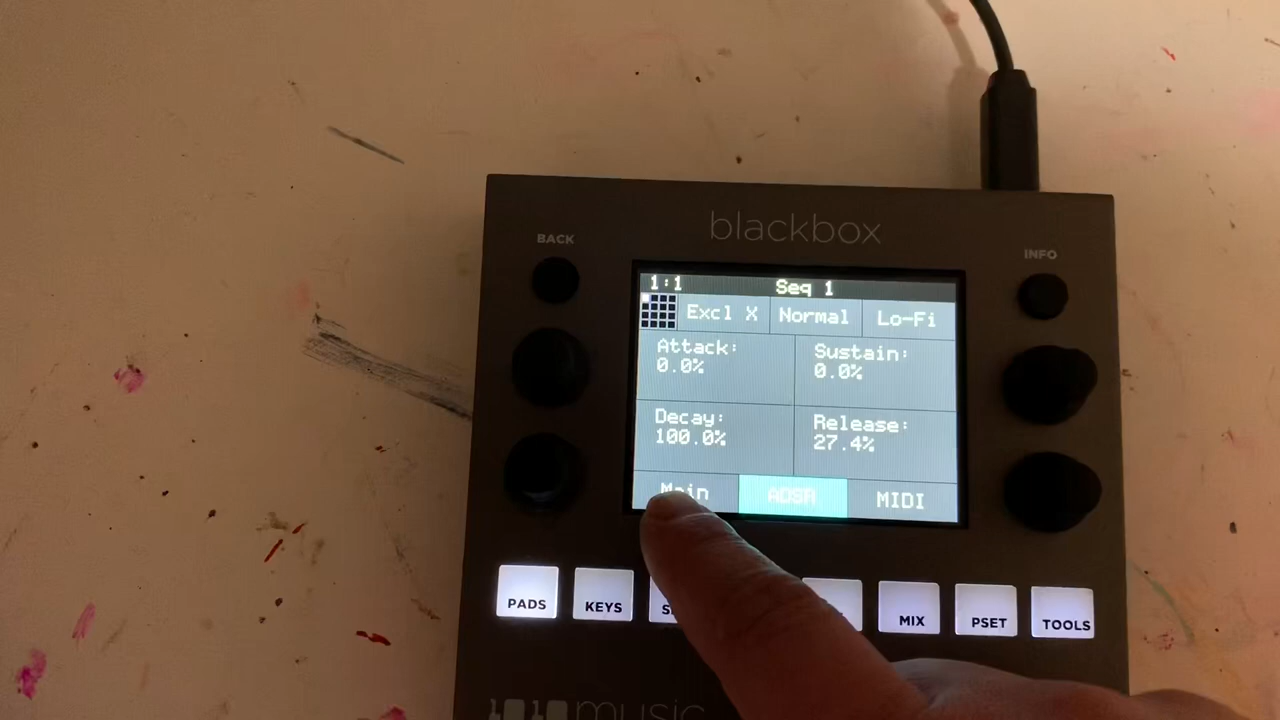 blackbox
BACK
INFO
1:1 Seq 1
Excl X Normal Lo-Fi
Attack: Sustain:
0.0% 0.0%
Decay: Release:
100.0% 27.4%
Main ADSR MIDI
PADS KEYS MIX PSET TOOLS
1010music